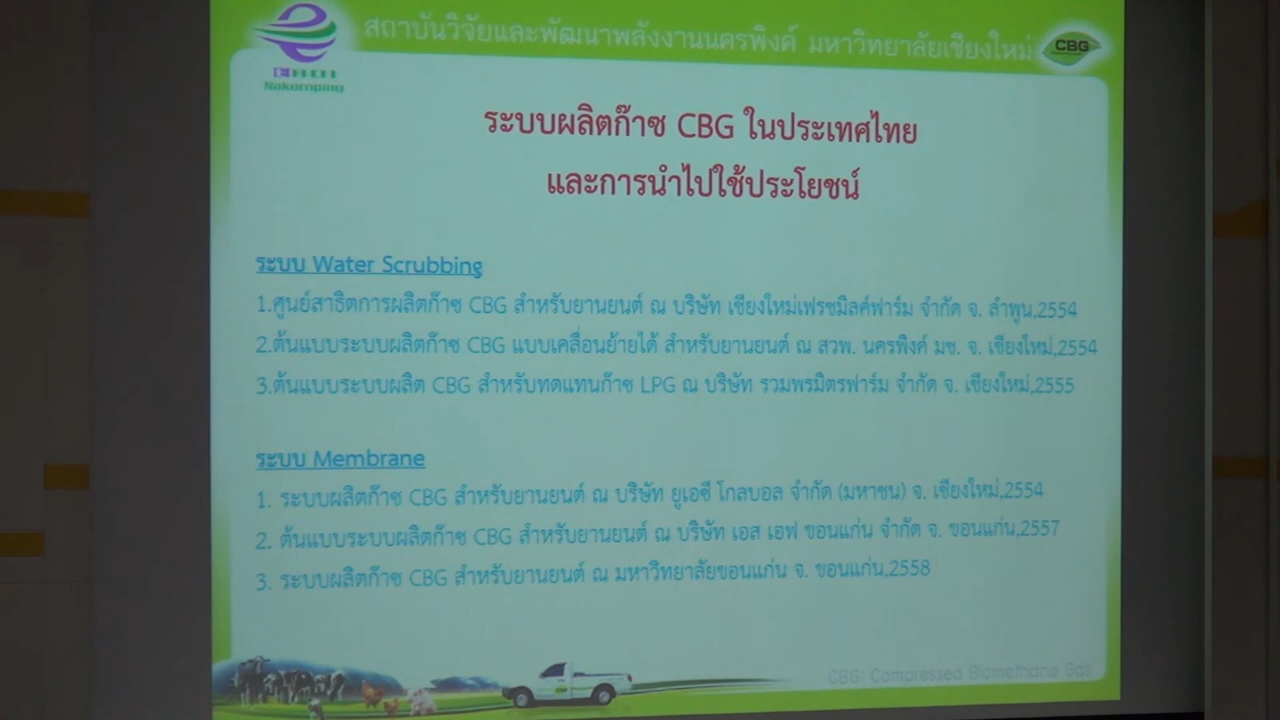 สถาบันวิจัยและพัฒนาพลังงานนครพิงค์ มหาวิทยาลัยเชียงใหม่
CBG
ERDI
Nakornping
ระบบผลิตก๊าซ CBG ในประเทศไทย
และการนำไปใช้ประโยชน์
ระบบ Water Scrubbing
1.ศูนย์สาธิตการผลิตก๊าซ CBG สำหรับยานยนต์ ณ บริษัท เชียงใหม่เฟรชมิลค์ฟาร์ม จำกัด จ. ลำพูน,2554
2.ต้นแบบระบบผลิตก๊าซ CBG แบบเคลื่อนย้ายได้ สำหรับยานยนต์ ณ สวพ. นครพิงค์ มช. จ. เชียงใหม่,2554
3.ต้นแบบระบบผลิต CBG สำหรับทดแทนก๊าซ LPG ณ บริษัท รวมพรมิตรฟาร์ม จำกัด จ. เชียงใหม่,2555
ระบบ Membrane
1. ระบบผลิตก๊าซ CBG สำหรับยานยนต์ ณ บริษัท ยูเอซี โกลบอล จำกัด (มหาชน) จ. เชียงใหม่,2554
2. ต้นแบบระบบผลิตก๊าซ CBG สำหรับยานยนต์ ณ บริษัท เอส เอฟ ขอนแก่น จำกัด จ. ขอนแก่น,2557
3. ระบบผลิตก๊าซ CBG สำหรับยานยนต์ ณ มหาวิทยาลัยขอนแก่น จ. ขอนแก่น,2558
CBG: Compressed Biomethane Gas